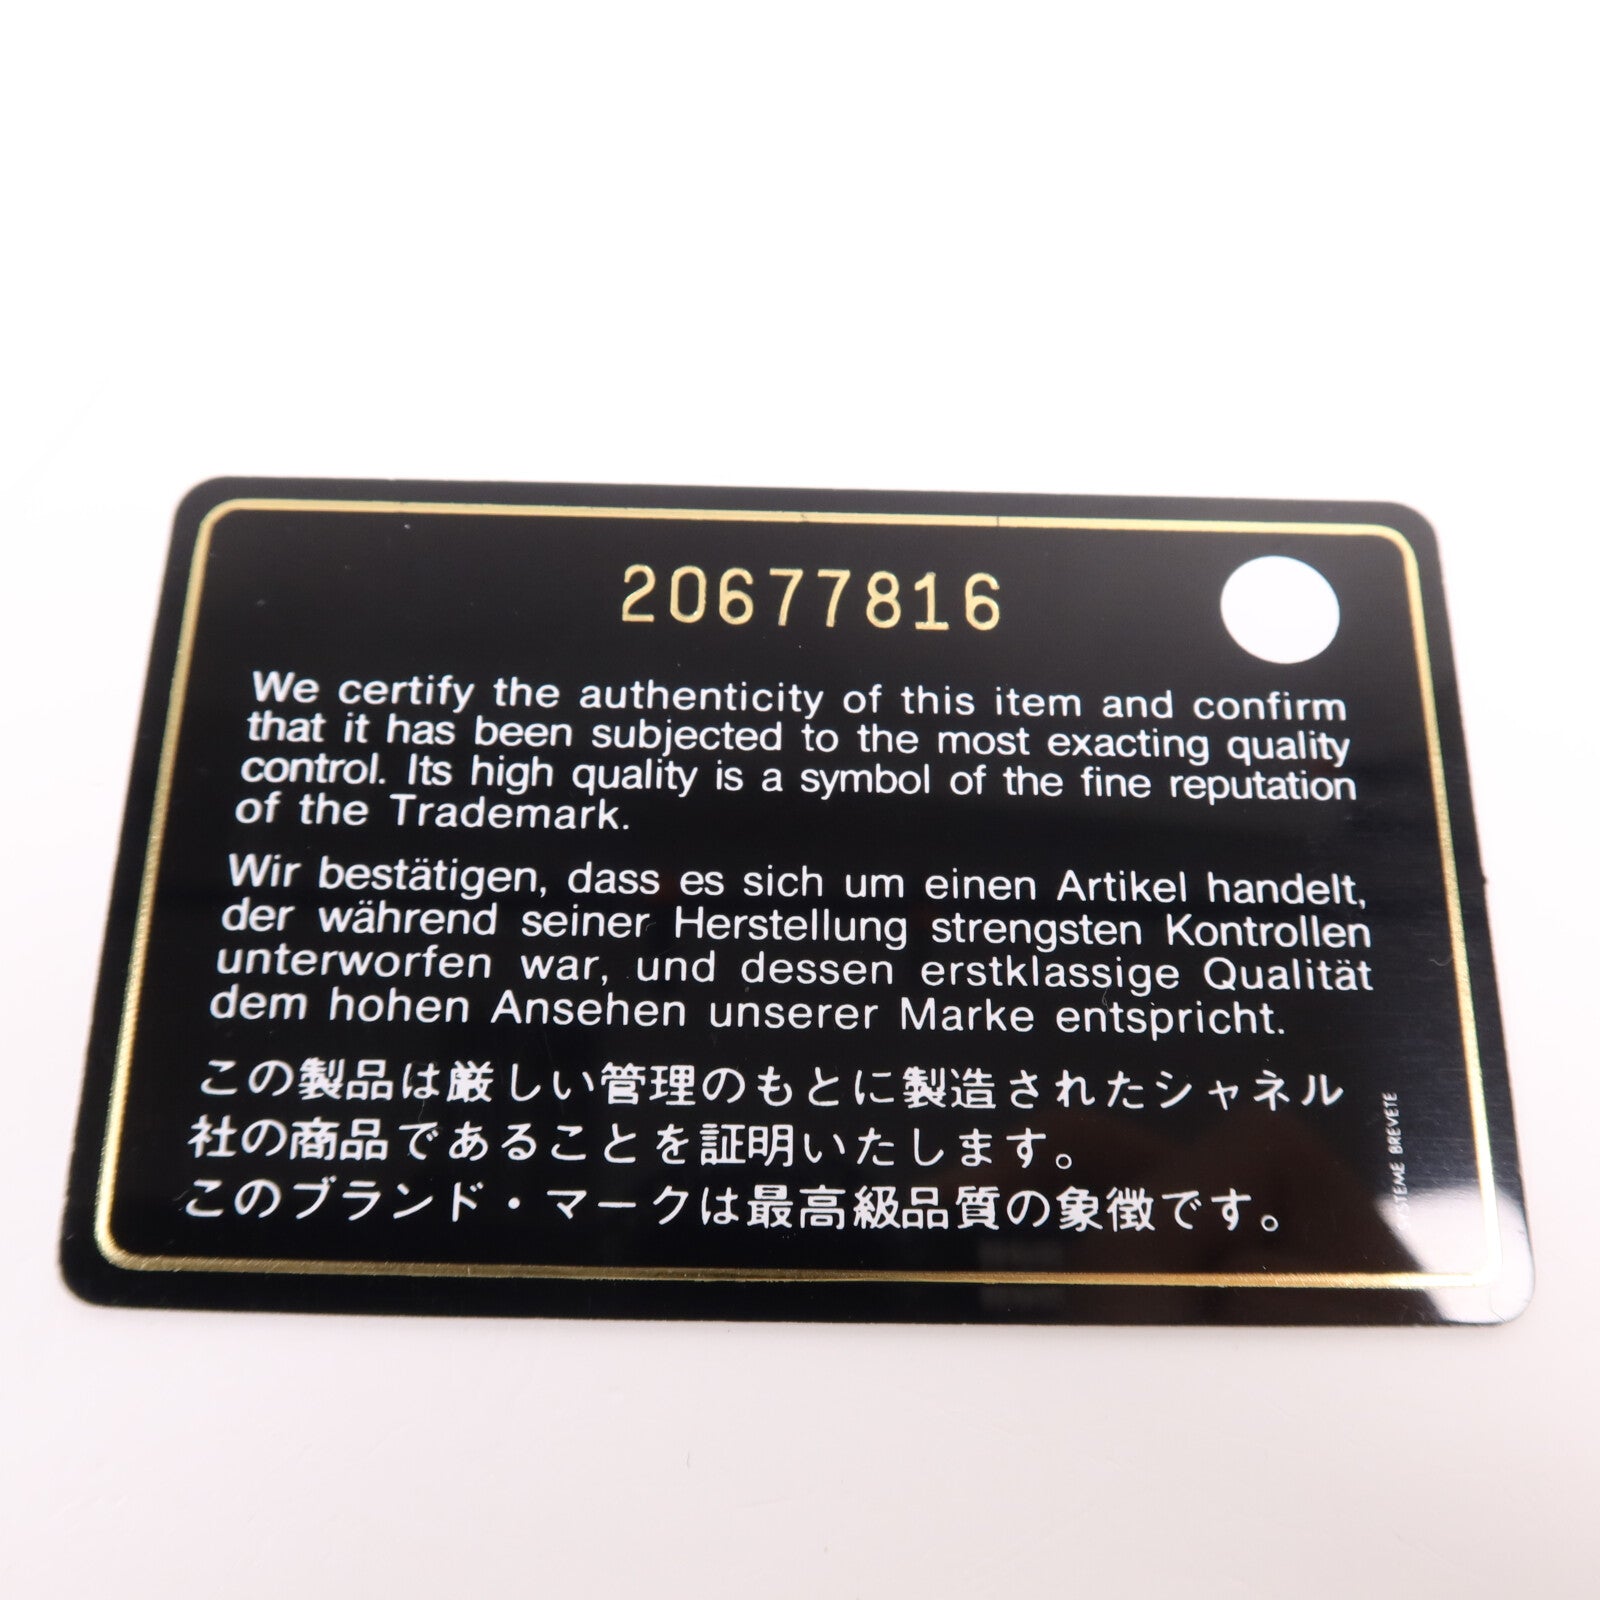 20677816
We certify the authenticity of this item and confirm
that it has been subjected to the most exacting quality
control. Its high quality is a symbol of the fine reputation
of the Trademark.
Wir bestätigen, dass es sich um einen Artikel handelt,
der während seiner Herstellung strengsten Kontrollen
unterworfen war, und dessen erstklassige Qualität
dem hohen Ansehen unserer Marke entspricht.
この製品は厳しい管理のもとに製造されたシャネル
社の商品であることを証明いたします。
このブランド・マークは最高級品質の象徴です。
SYSTEME BREVETE